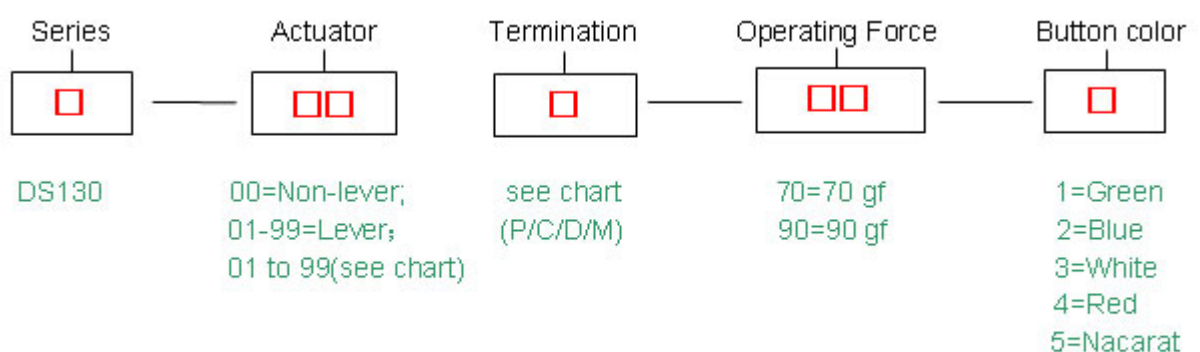 Series Actuator Termination Operating Force Button color
DS130 00=Non-lever; see chart 70=70 gf 1=Green
01-99=Lever; (P/C/D/M) 90=90 gf 2=Blue
01 to 99(see chart) 3=White
4=Red
5=Nacarat